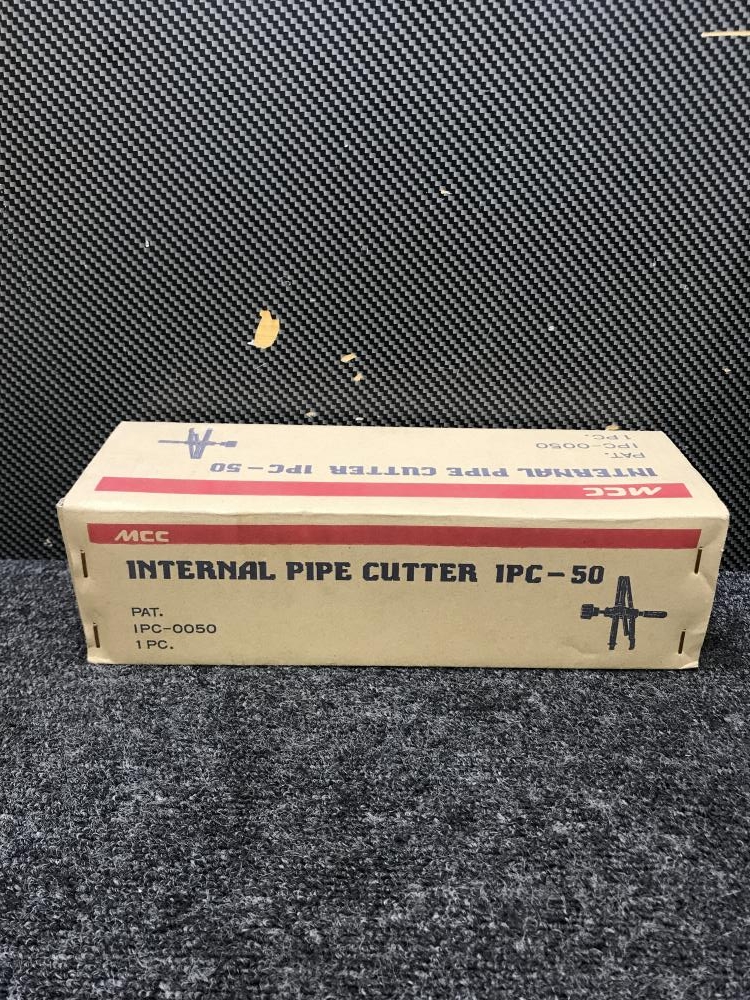 1 PC.
IPC-0050
PAT.
INTERNAL PIPE CUTTER IPC-50
MCC
MCC
INTERNAL PIPE CUTTER IPC-50
PAT.
IPC-0050
1 PC.